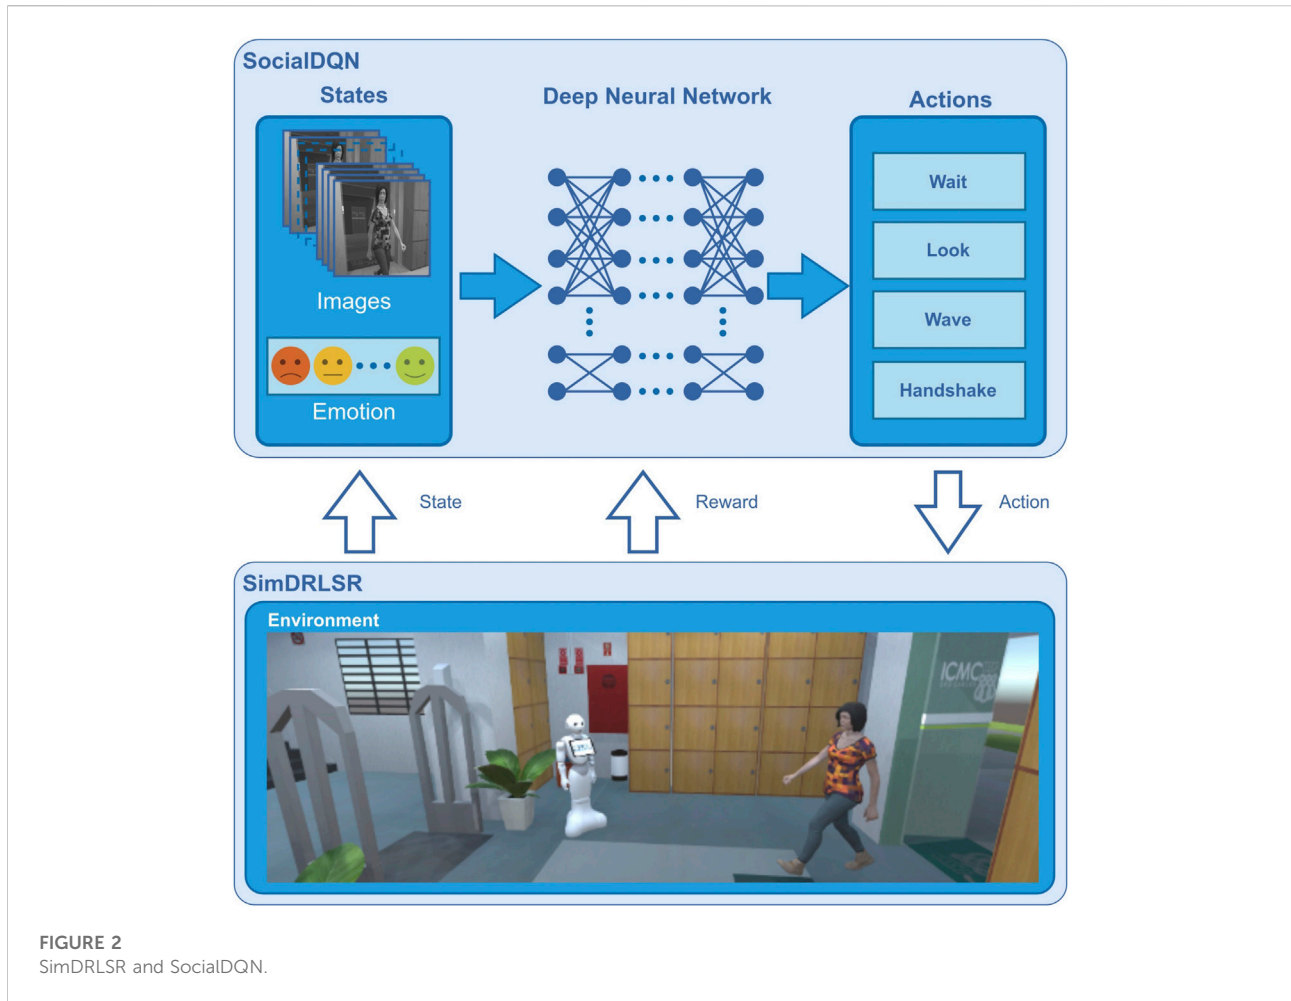 SocialDQN
States
Deep Neural Network
Actions
Images
Emotion
Wait
Look
Wave
Handshake
State
Reward
Action
SimDRLSR
Environment
ICMC
FIGURE 2
SimDRLSR and SocialDQN.